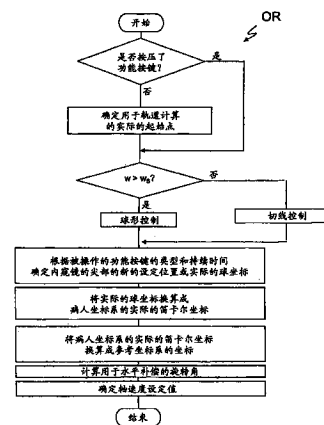 开始
OR
是否按压了
功能按键?
是
否
确定用于轨道计算
的实际的起始点
w > ws?
否
是
球形控制
切线控制
根据被操作的功能按键的类型和持续时间
确定内窥镜的尖部的新的设定位置或实际的球坐标
将实际的球坐标换算成
病人坐标系的实际的笛卡尔坐标
将病人坐标系的实际的笛卡尔坐标
换算成参考坐标系的坐标
计算用于水平补偿的旋转角
确定轴速度设定值
结束